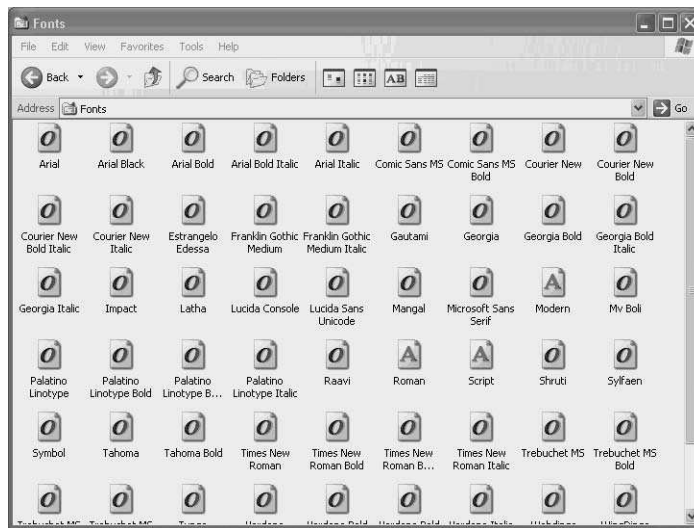 Fonts
File Edit View Favorites Tools Help
Back Search Folders AB
Address Fonts Go
Arial Arial Black Arial Bold Arial Bold Italic Arial Italic Comic Sans MS Comic Sans MS Bold Courier New Courier New Bold
Courier New Bold Italic Courier New Italic Estrangelo Edessa Franklin Gothic Medium Franklin Gothic Medium Italic Gautami Georgia Georgia Bold Georgia Bold Italic
Georgia Italic Impact Latha Lucida Console Lucida Sans Unicode Mangal Microsoft Sans Serif Modern Mv Boli
Palatino Linotype Palatino Linotype Bold Palatino Linotype B... Palatino Linotype Italic Raavi Roman Script Shruti Sylfaen
Symbol Tahoma Tahoma Bold Times New Roman Times New Roman Bold Times New Roman B... Times New Roman Italic Trebuchet MS Trebuchet MS Bold